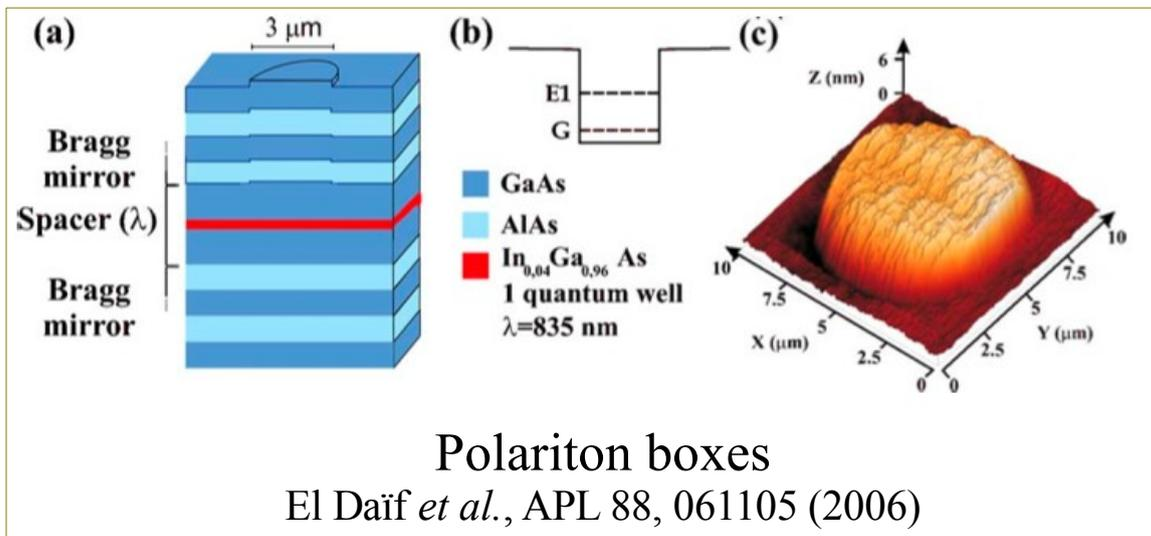 (a)
3 μm
Bragg
mirror
Spacer (λ)
Bragg
mirror
(b)
E1
G
GaAs
AlAs
In0,04Ga0,96 As
1 quantum well
λ=835 nm
(c)
Z (nm)
6
0
10
7.5
5
2.5
0
X (μm)
0
2.5
5
7.5
10
Y (μm)
Polariton boxes
El Daïf et al., APL 88, 061105 (2006)